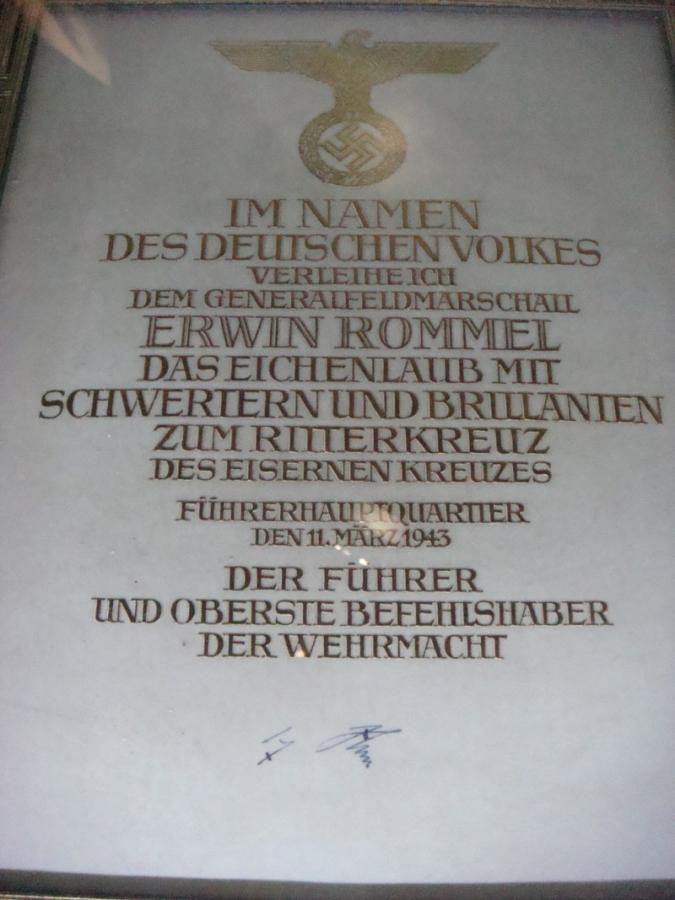 IM NAMEN
DES DEUTSCHEN VOLKES
VERLEIHE ICH
DEM GENERALFELDMARSCHALL
ERWIN ROMMEL
DAS EICHENLAUB MIT
SCHWERTERN UND BRILLANTEN
ZUM RITTERKREUZ
DES EISERNEN KREUZES
FÜHRERHAUPTQUARTIER
DEN 11. MÄRZ 1943
DER FÜHRER
UND OBERSTE BEFEHLSHABER
DER WEHRMACHT